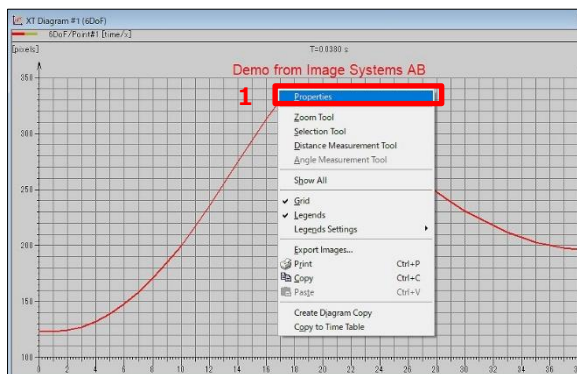 XT Diagram #1 (6DoF)
6DoF/Point#1 [time/x]
[pixels]
T=0.0380 s
Demo from Image Systems AB
1
Properties
Zoom Tool
Selection Tool
Distance Measurement Tool
Angle Measurement Tool
Show All
Grid
Legends
Legends Settings
Export Images...
Print Ctrl+P
Copy Ctrl+C
Paste Ctrl+V
Create Diagram Copy
Copy to Time Table
350
300
250
200
150
100
0 2 4 6 8 10 12 14 16 18 20 22 24 26 28 30 32 34 36